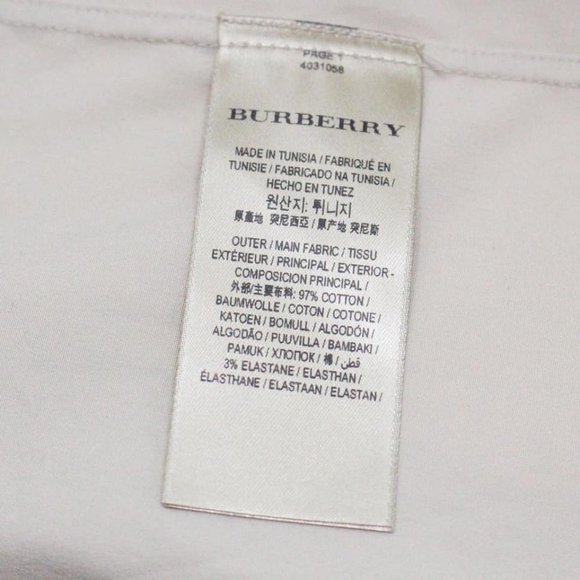 PAGE 1
4031058
BURBERRY
MADE IN TUNISIA / FABRIQUÉ EN
TUNISIE / FABRICADO NA TUNISIA /
HECHO EN TUNEZ
원산지: 튀니지
原產地 突尼西亞 / 原产地 突尼斯
OUTER / MAIN FABRIC / TISSU
EXTÉRIEUR / PRINCIPAL / EXTERIOR -
COMPOSICION PRINCIPAL /
外部/主要布料: 97% COTTON /
BAUMWOLLE / COTON / COTONE /
KATOEN / BOMULL / ALGODÓN /
ALGODÃO / PUUVILLA / BAMBAKI /
PAMUK / ХЛОПОК / 棉 / قطن /
3% ELASTANE / ELASTHAN /
ÉLASTHANE / ELASTAAN / ELASTAN /